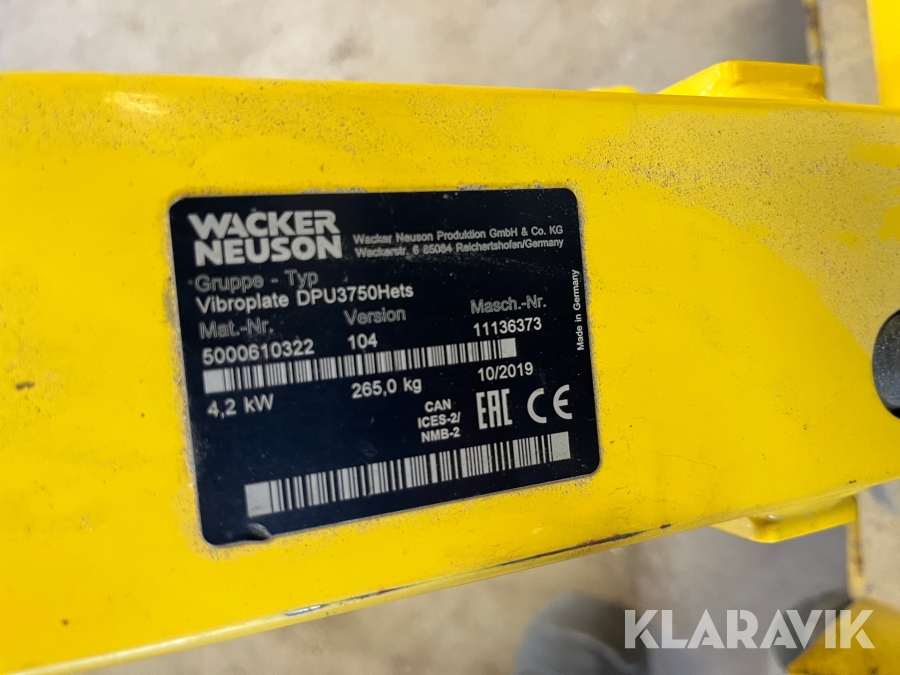 WACKER
NEUSON
Wacker Neuson Produktion GmbH & Co. KG
Wackerstr. 6 85084 Reichertshofen/Germany
Gruppe - Typ
Vibroplate DPU3750Hets
Mat.-Nr. Version Masch.-Nr.
5000610322 104 11136373
4,2 kW 265,0 kg 10/2019
CAN
ICES-2/
NMB-2
EAC CE
Made in Germany
KLARAVIK